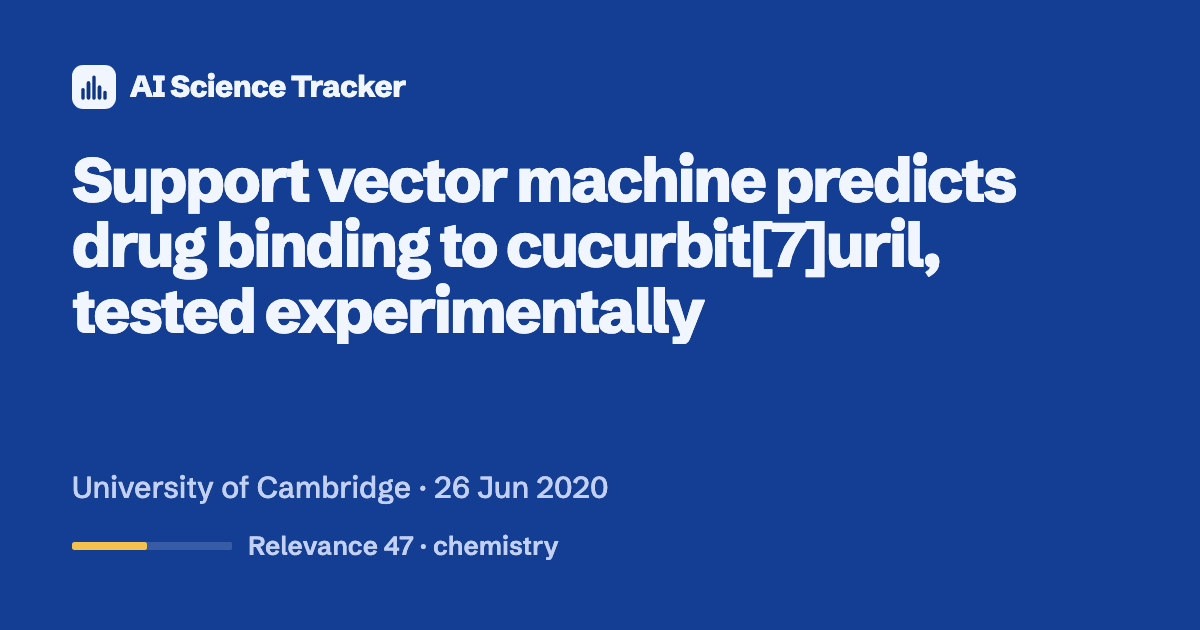 AI Science Tracker
Support vector machine predicts
drug binding to cucurbit[7]uril,
tested experimentally
University of Cambridge · 26 Jun 2020
Relevance 47 · chemistry